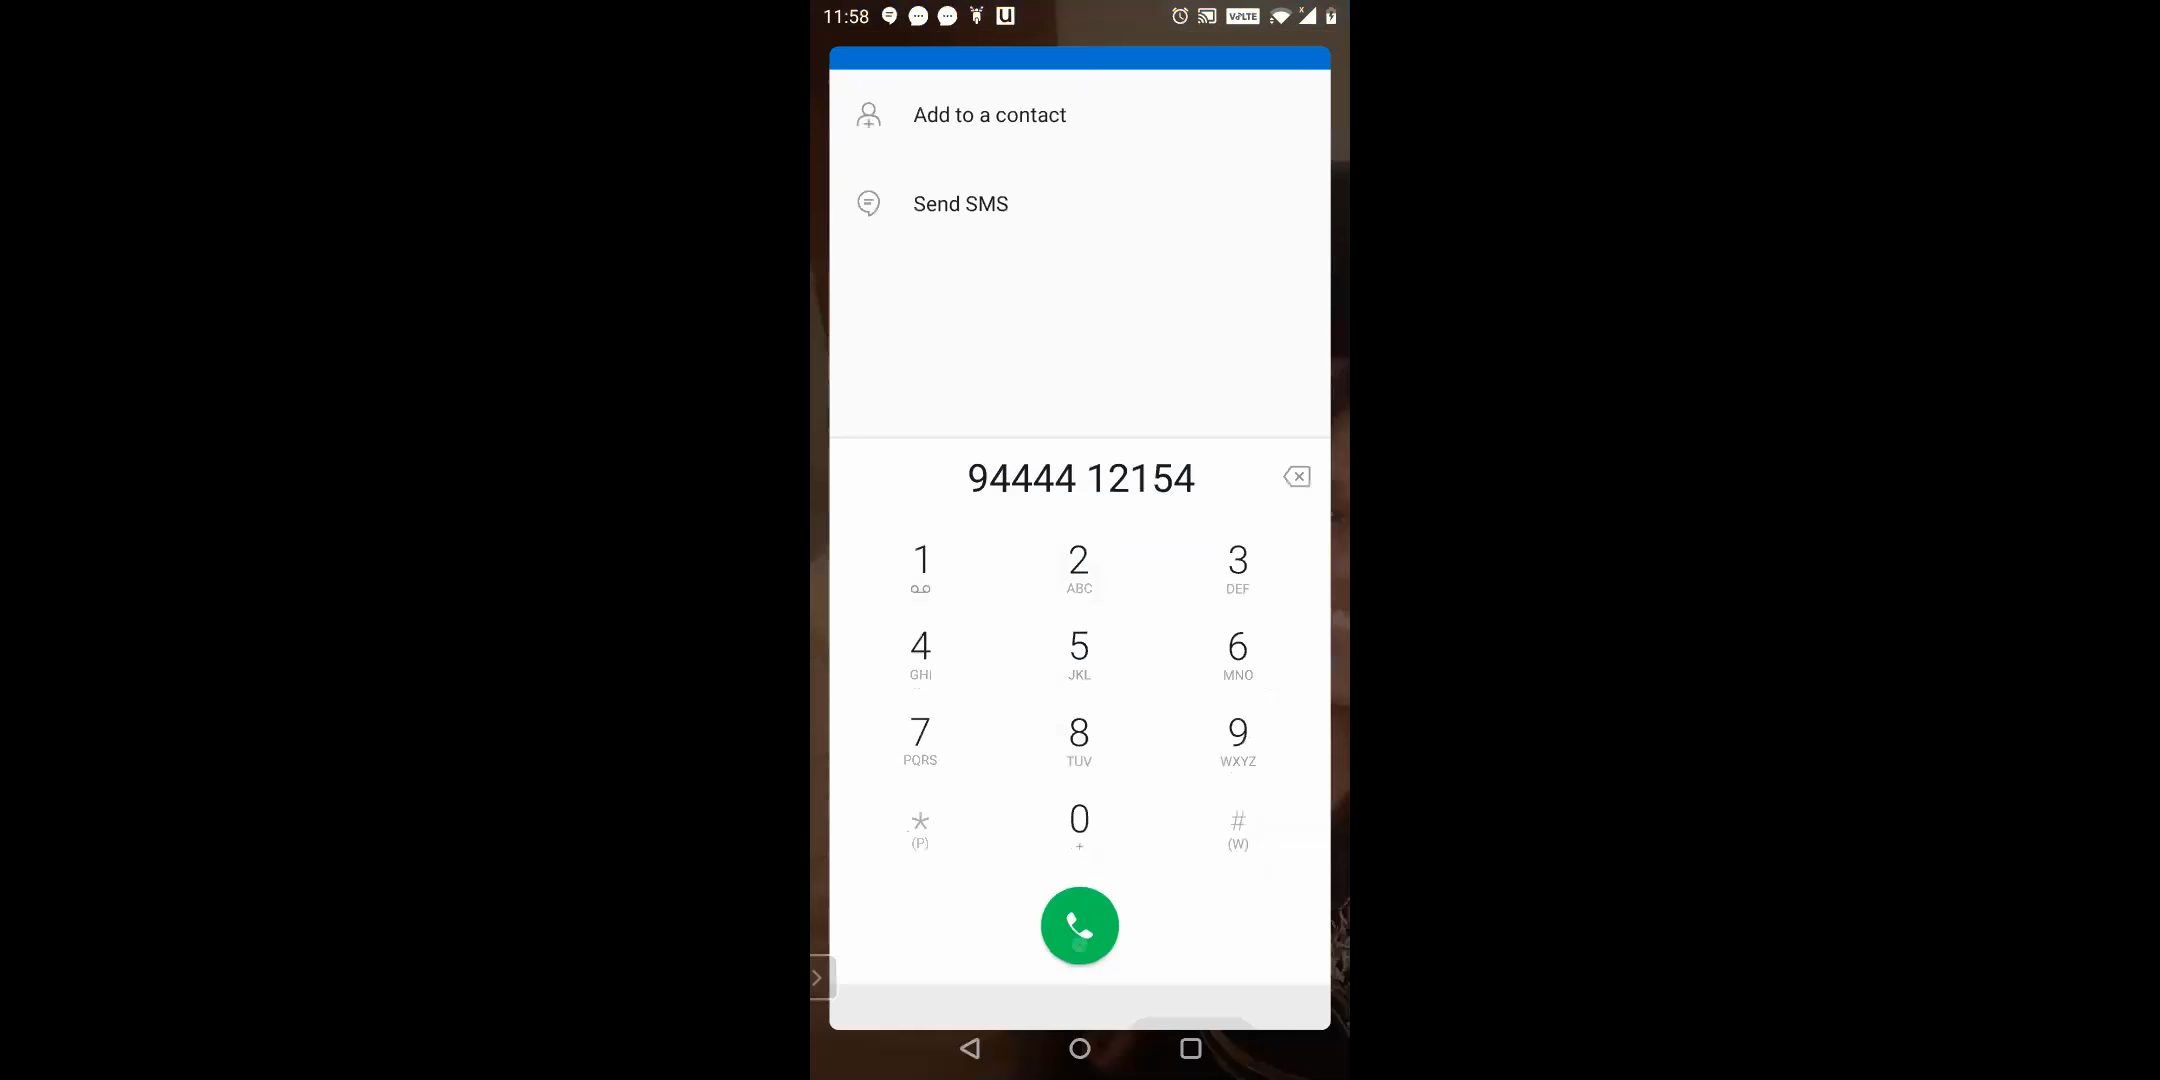 11:58 VoLTE
Add to a contact
Send SMS
94444 12154
1 2 3
ABC DEF
4 5 6
GHI JKL MNO
7 8 9
PQRS TUV WXYZ
* 0 #
(P) + (W)